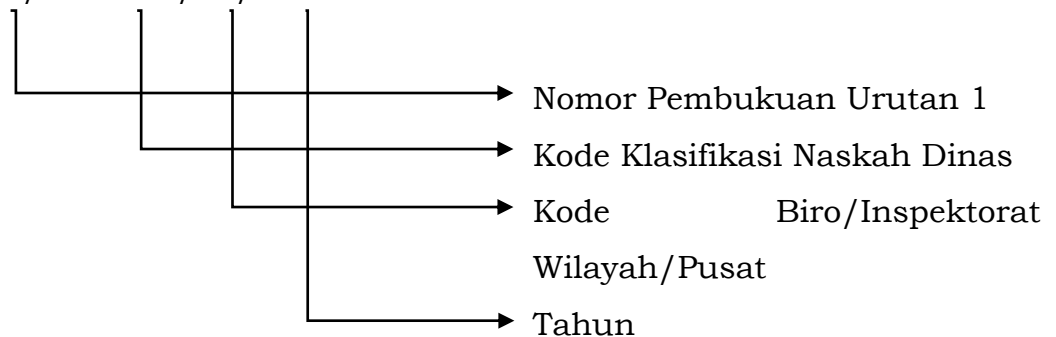 Nomor Pembukuan Urutan 1
Kode Klasifikasi Naskah Dinas
Kode Biro/Inspektorat
Wilayah/Pusat
Tahun